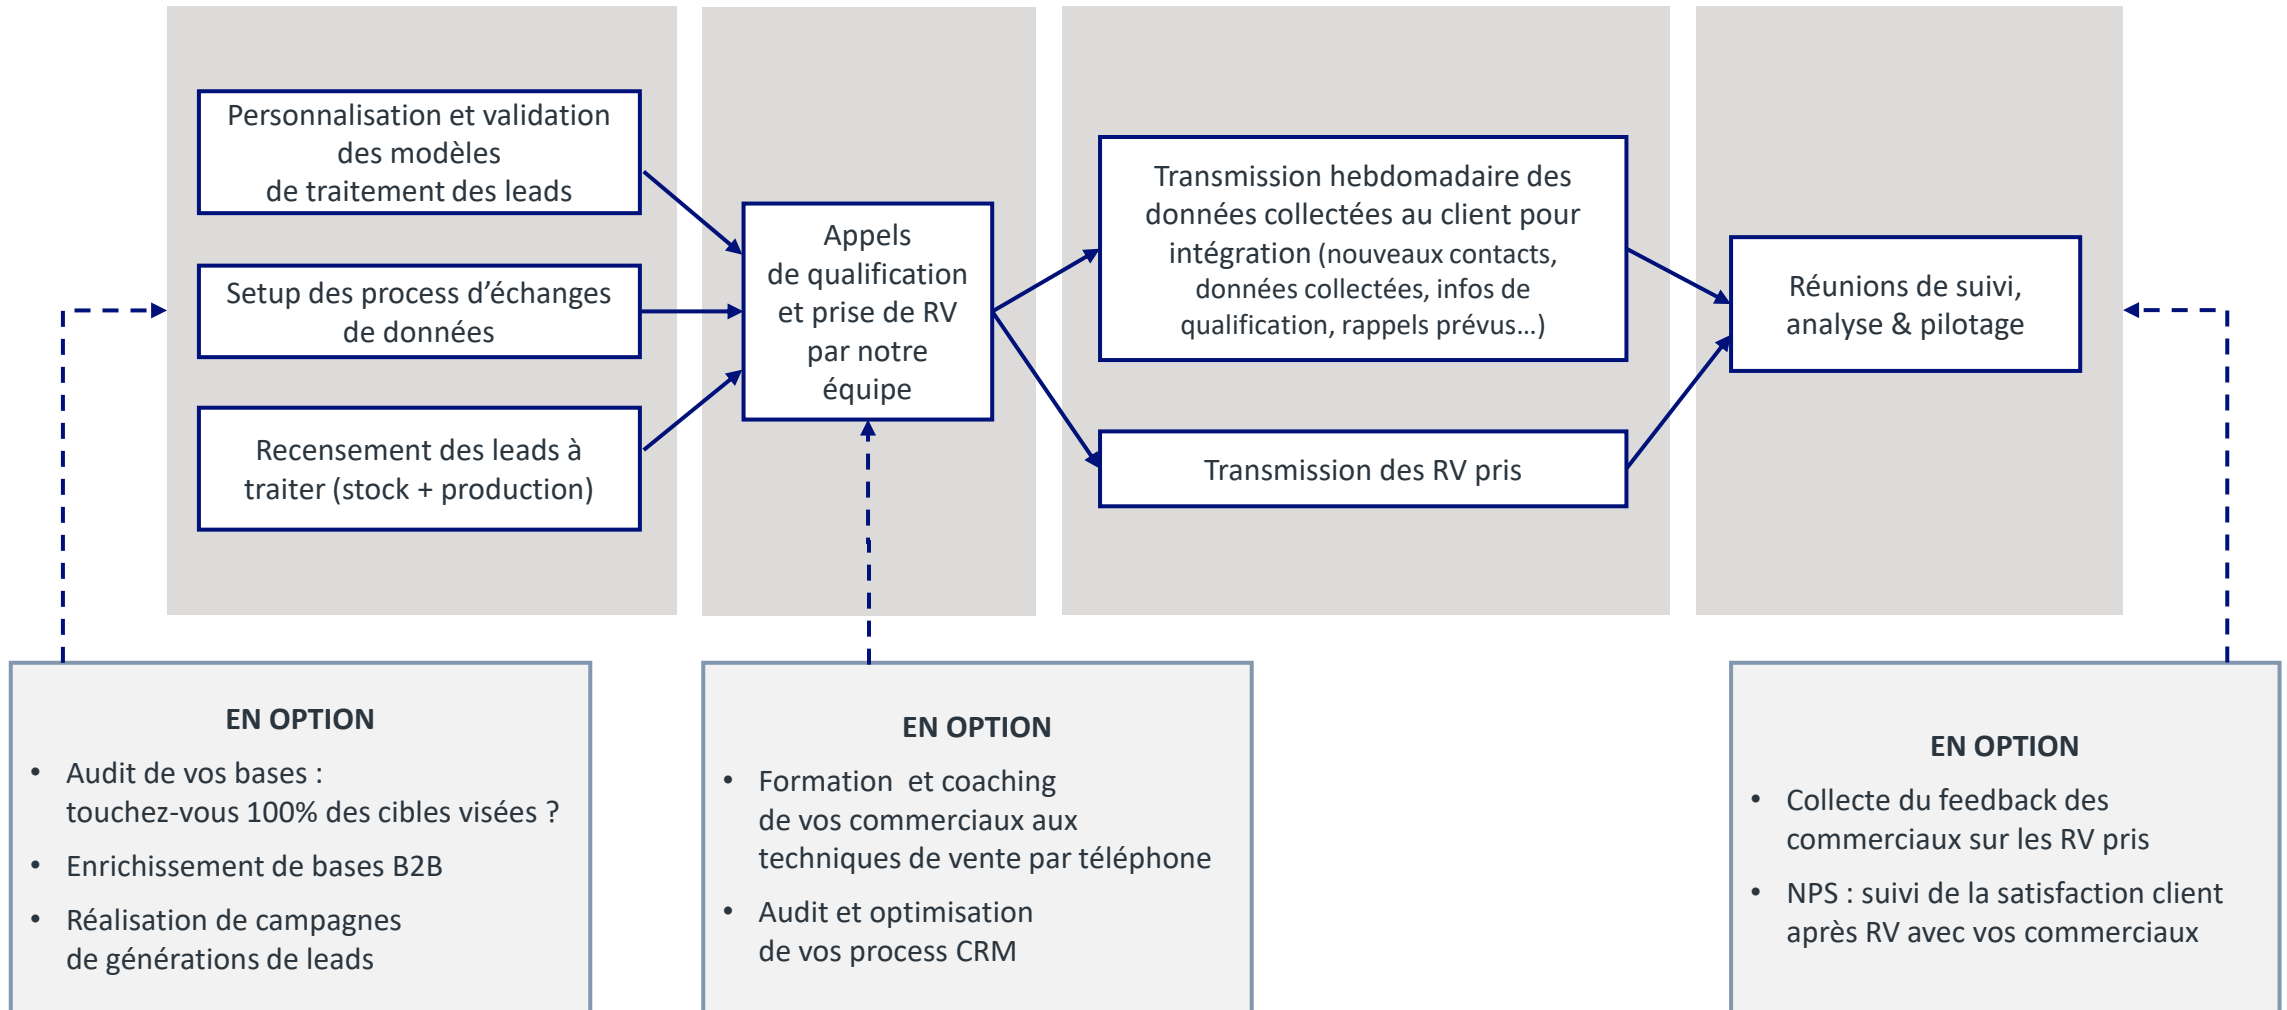 Personnalisation et validation
des modèles
de traitement des leads
Setup des process d’échanges
de données
Recensement des leads à
traiter (stock + production)
Appels
de qualification
et prise de RV
par notre
équipe
Transmission hebdomadaire des
données collectées au client pour
intégration (nouveaux contacts,
données collectées, infos de
qualification, rappels prévus…)
Transmission des RV pris
Réunions de suivi,
analyse & pilotage
EN OPTION
• Audit de vos bases :
touchez-vous 100% des cibles visées ?
• Enrichissement de bases B2B
• Réalisation de campagnes
de générations de leads
EN OPTION
• Formation  et coaching
de vos commerciaux aux
techniques de vente par téléphone
• Audit et optimisation
de vos process CRM
EN OPTION
• Collecte du feedback des
commerciaux sur les RV pris
• NPS : suivi de la satisfaction client
après RV avec vos commerciaux